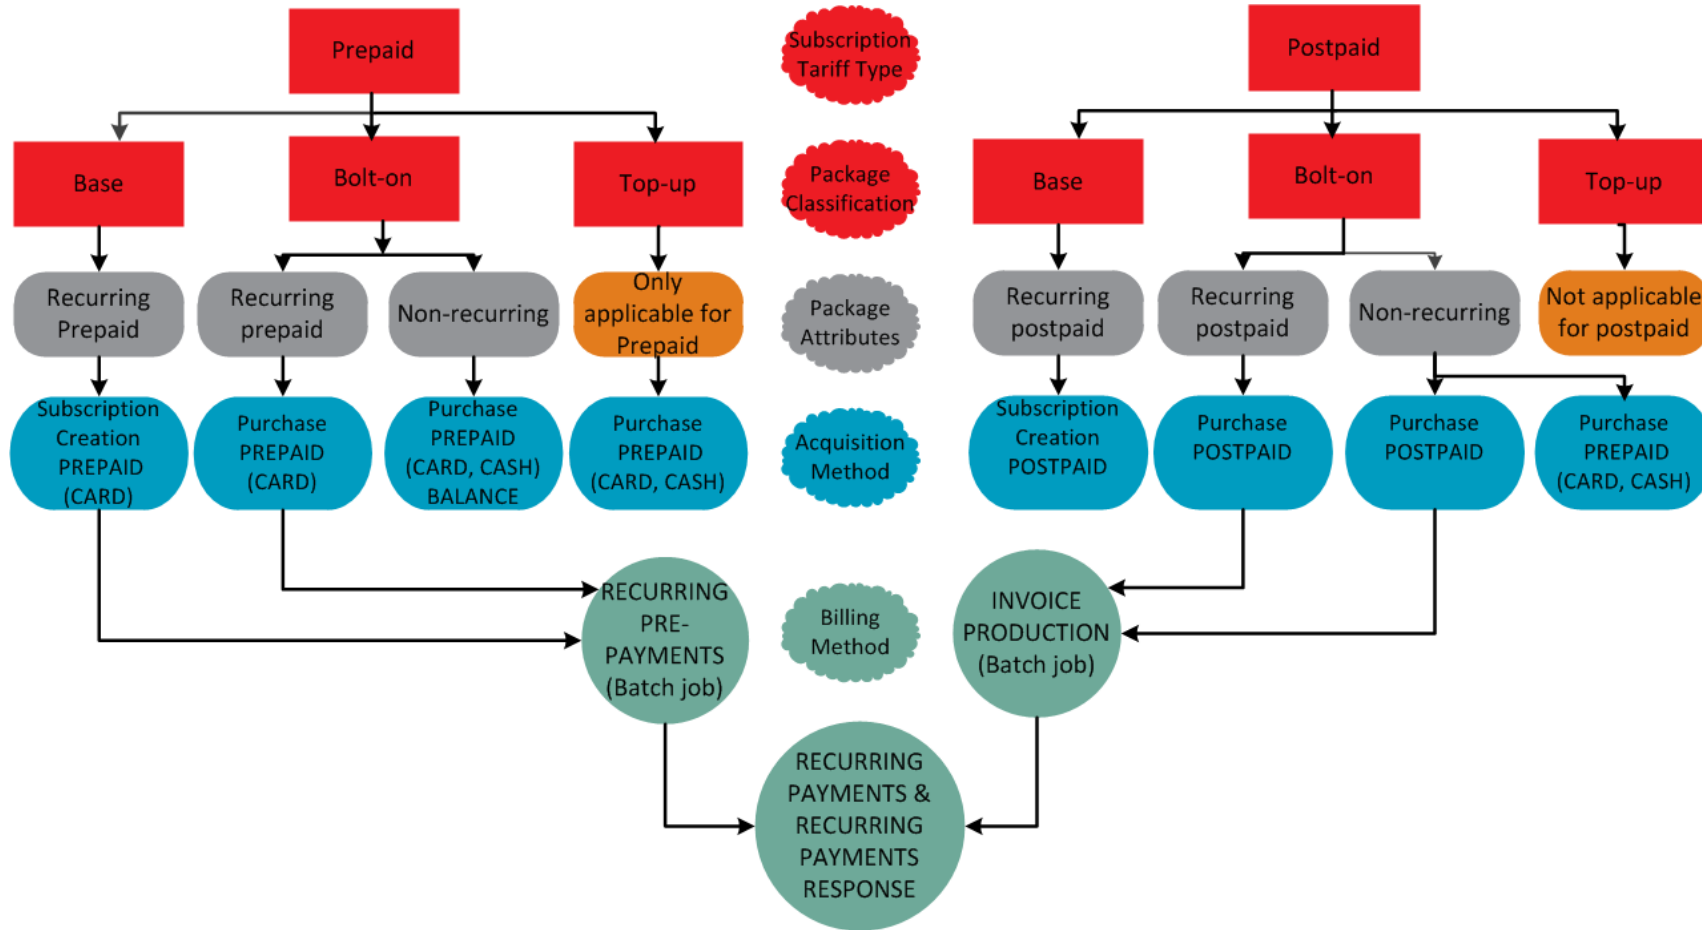 Prepaid
Subscription
Tariff Type
Postpaid
Base
Bolt-on
Top-up
Package
Classification
Base
Bolt-on
Top-up
Recurring
Prepaid
Recurring
prepaid
Non-recurring
Only
applicable for
Prepaid
Package
Attributes
Recurring
postpaid
Recurring
postpaid
Non-recurring
Not applicable
for postpaid
Subscription
Creation
PREPAID
(CARD)
Purchase
PREPAID
(CARD)
Purchase
PREPAID
(CARD, CASH)
BALANCE
Purchase
PREPAID
(CARD, CASH)
Acquisition
Method
Subscription
Creation
POSTPAID
Purchase
POSTPAID
Purchase
POSTPAID
Purchase
PREPAID
(CARD, CASH)
RECURRING
PRE-
PAYMENTS
(Batch job)
Billing
Method
INVOICE
PRODUCTION
(Batch job)
RECURRING
PAYMENTS &
RECURRING
PAYMENTS
RESPONSE